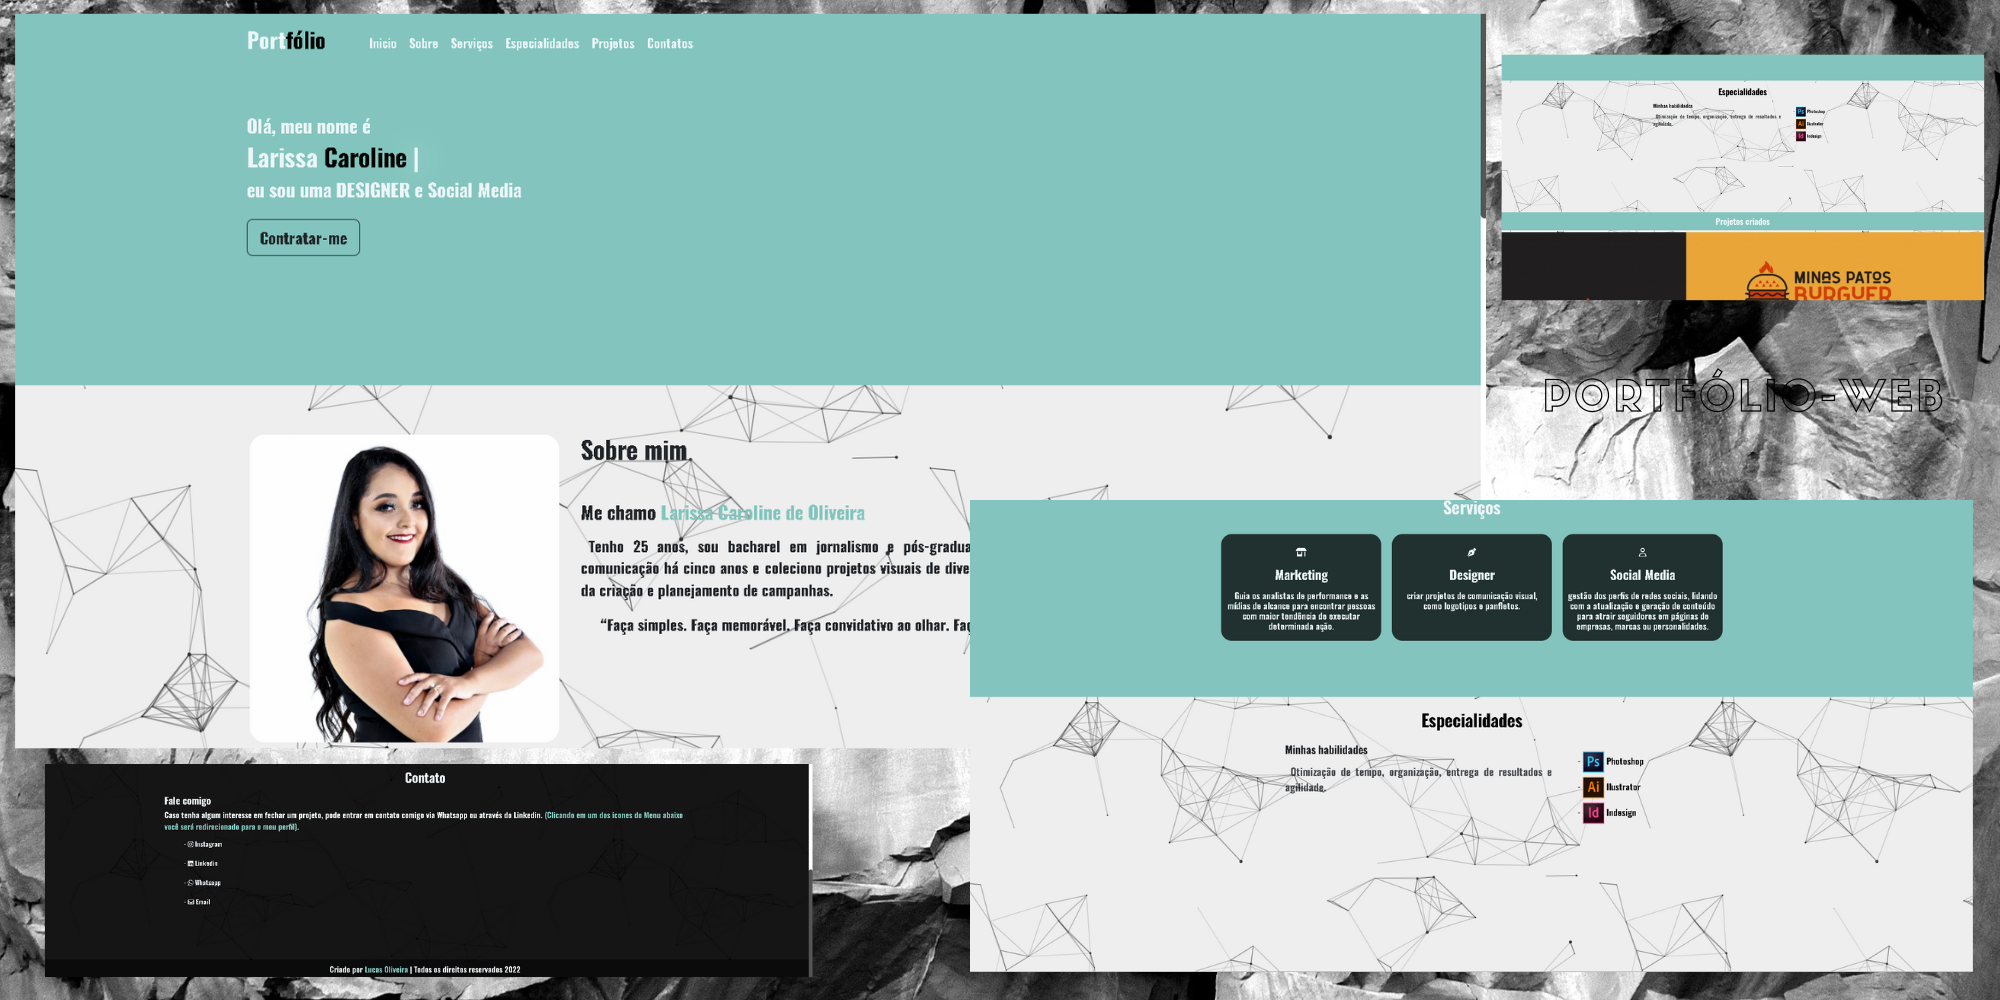 Portfólio
Inicio Sobre Serviços Especialidades Projetos Contatos
Olá, meu nome é
Larissa Caroline |
eu sou uma DESIGNER e Social Media
Contratar-me
Sobre mim
Me chamo Larissa Caroline de Oliveira
Tenho 25 anos, sou bacharel em jornalismo e pós-gradua
comunicação há cinco anos e coleciono projetos visuais de dive
da criação e planejamento de campanhas.
“Faça simples. Faça memorável. Faça convidativo ao olhar. Faç
Especialidades
Minhas habilidades
Otimização de tempo, organização, entrega de resultados e
agilidade.
Ps Photoshop
Ai Ilustrator
Id Indesign
Projetos criados
MINAS PATOS
BURGUER
PORTFÓLIO-WEB
Serviços
Marketing
Guia os analistas de performance e as
mídias de alcance para encontrar pessoas
com maior tendência de executar
determinada ação.
Designer
criar projetos de comunicação visual,
como logotipos e panfletos.
Social Media
gestão dos perfis de redes sociais, lidando
com a atualização e geração de conteúdo
para atrair seguidores em páginas de
empresas, marcas ou personalidades.
Especialidades
Minhas habilidades
Otimização de tempo, organização, entrega de resultados e
agilidade.
- Ps Photoshop
- Ai Ilustrator
- Id Indesign
Contato
Fale comigo
Caso tenha algum interesse em fechar um projeto, pode entrar em contato comigo via Whatsapp ou através do Linkedin. (Clicando em um dos icones do Menu abaixo
você será redirecionado para o meu perfil).
- Instagram
- Linkedin
- Whatsapp
- Email
Criado por Lucas Oliveira | Todos os direitos reservados 2022